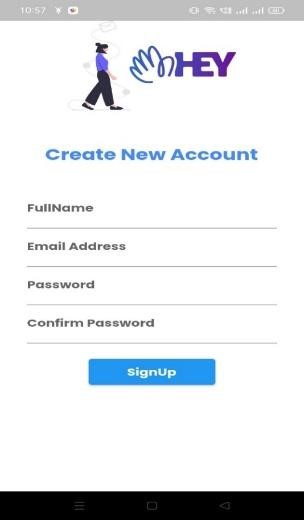 10:57
HEY
Create New Account
FullName
Email Address
Password
Confirm Password
SignUp